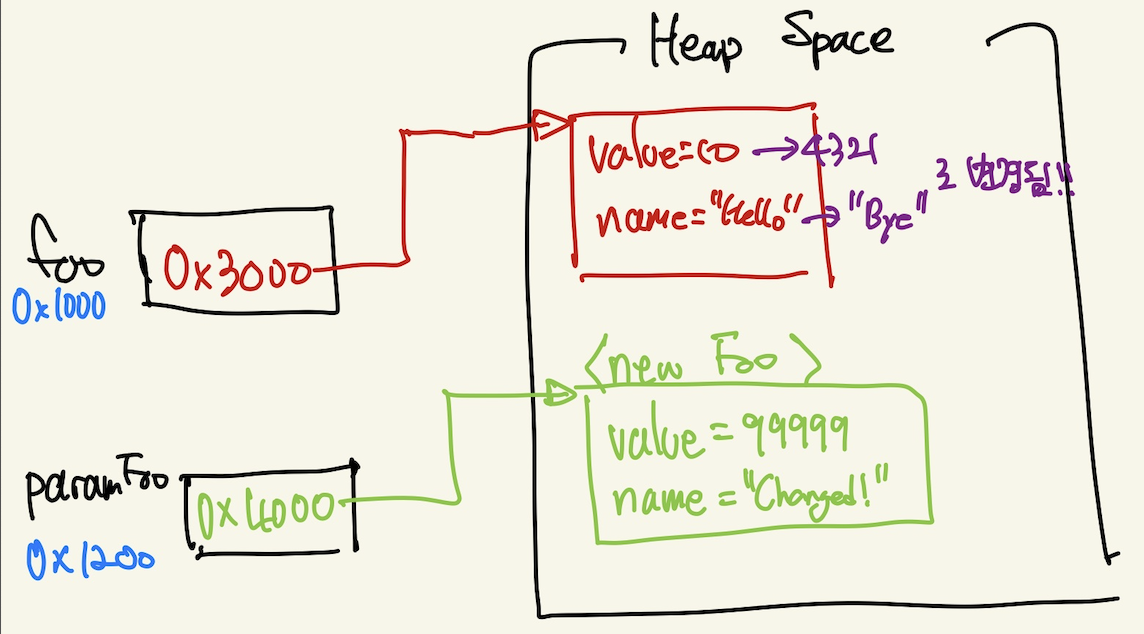 Heap Space
value=10 → 4321
name="Hello" → "Bye"
로 변경됨!!
foo
0x3000
0x1000
<new Foo>
value = 99999
name = "Changed!"
paramFoo
0x4000
0x1200